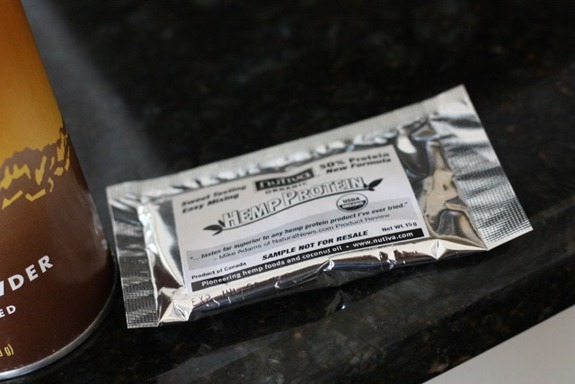 Sweet Tasting
Easy Mixing
nutiva
ORGANIC
50% Protein
New Formula
HEMP PROTEIN
USDA
"...tastes far superior to any hemp protein product I've ever tried."
- Mike Adams of NaturalNews.com Product Review
SAMPLE NOT FOR RESALE
Net Wt. 15 g
Product of Canada
Pioneering hemp foods and coconut oil • www.nutiva.com
WDER
ED
g)